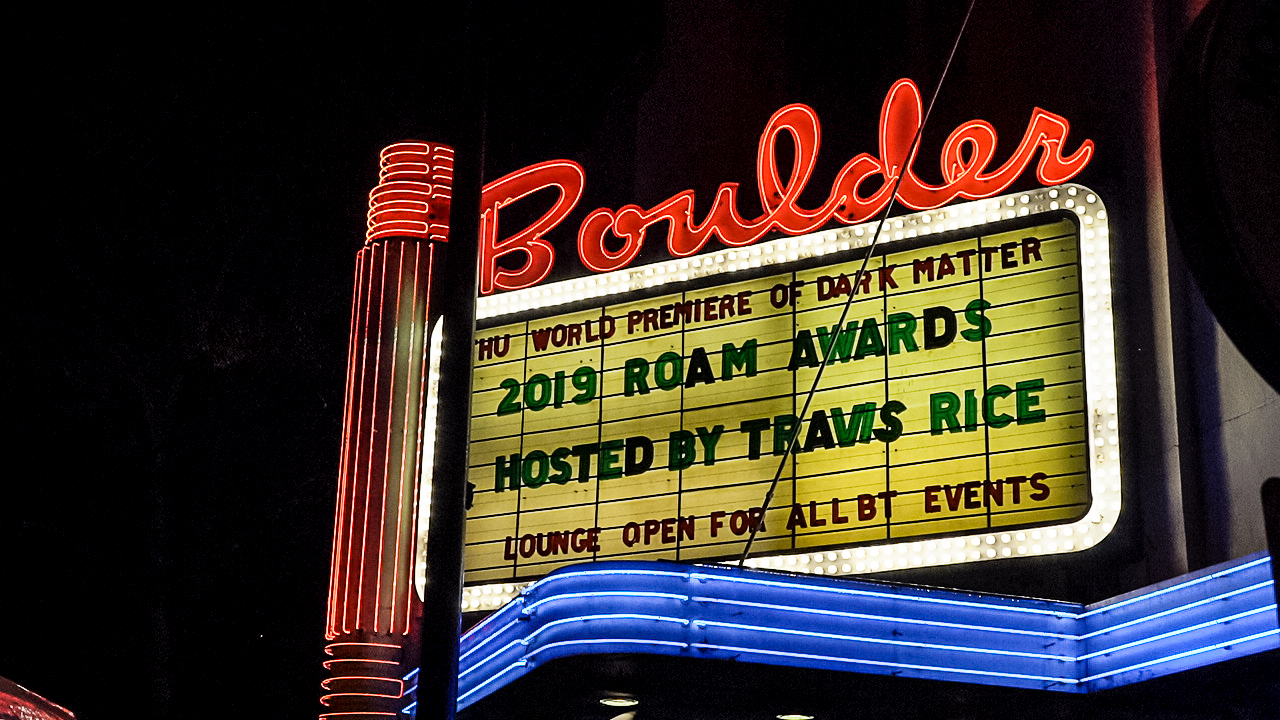 Boulder
THU WORLD PREMIERE OF DARK MATTER
2019 ROAM AWARDS
HOSTED BY TRAVIS RICE
LOUNGE OPEN FOR ALL BT EVENTS